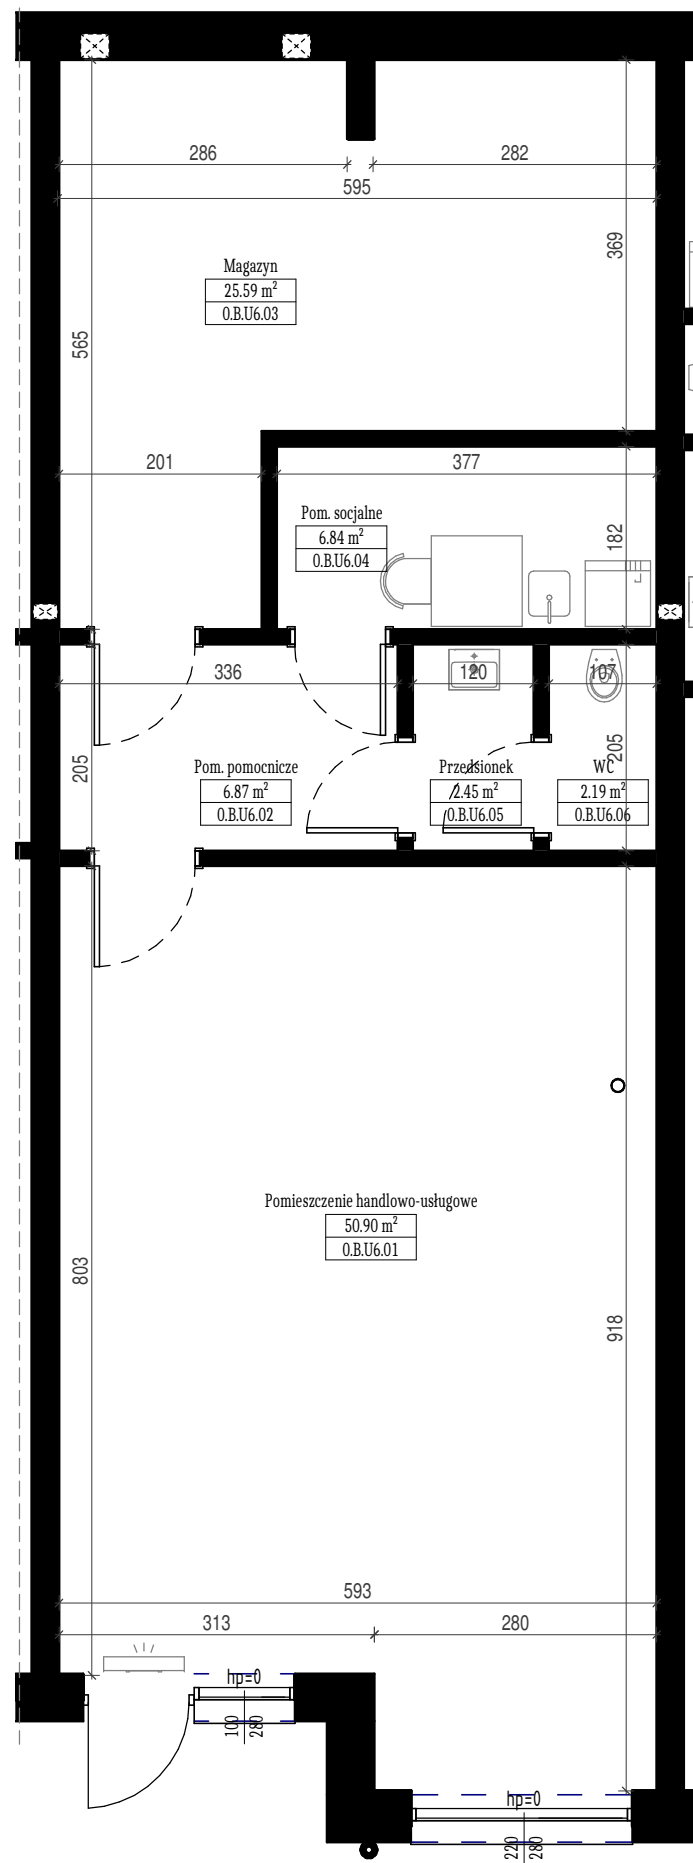 286
282
595
369
Magazyn
25.59 m²
0.B.U6.03
565
201
377
Pom. socjalne
6.84 m²
0.B.U6.04
182
336
120
107
205
205
Pom. pomocnicze
6.87 m²
0.B.U6.02
Przedsionek
2.45 m²
0.B.U6.05
WC
2.19 m²
0.B.U6.06
Pomieszczenie handlowo-usługowe
50.90 m²
0.B.U6.01
803
918
593
313
280
hp=0
100
280
hp=0
220
280